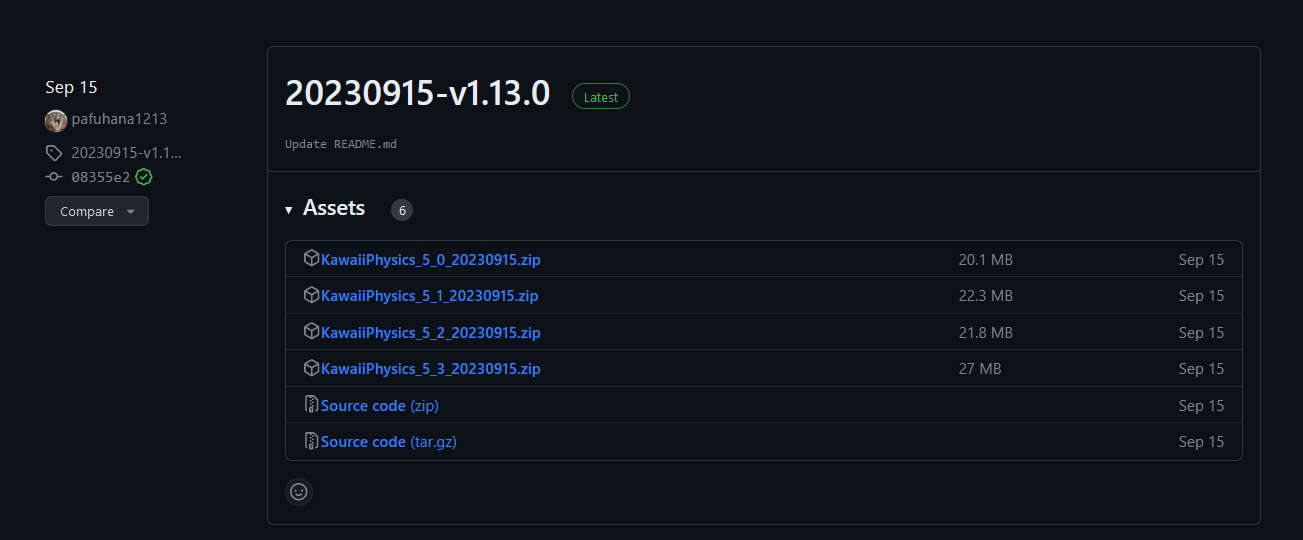 Sep 15
pafuhana1213
20230915-v1.1...
08355e2
Compare
20230915-v1.13.0 Latest
Update README.md
Assets 6
KawaiiPhysics_5_0_20230915.zip 20.1 MB Sep 15
KawaiiPhysics_5_1_20230915.zip 22.3 MB Sep 15
KawaiiPhysics_5_2_20230915.zip 21.8 MB Sep 15
KawaiiPhysics_5_3_20230915.zip 27 MB Sep 15
Source code (zip) Sep 15
Source code (tar.gz) Sep 15